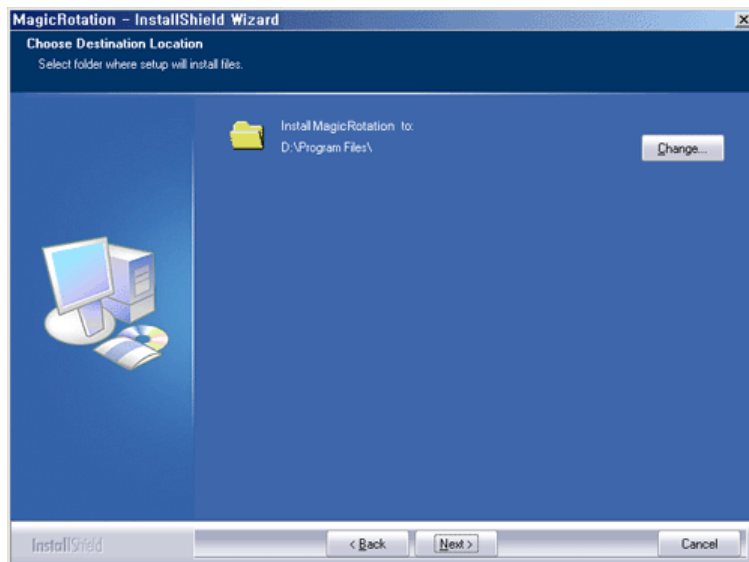 MagicRotation - InstallShield Wizard
Choose Destination Location
Select folder where setup will install files.
Install MagicRotation to:
D:\Program Files\
Change...
InstallShield
< Back
Next >
Cancel